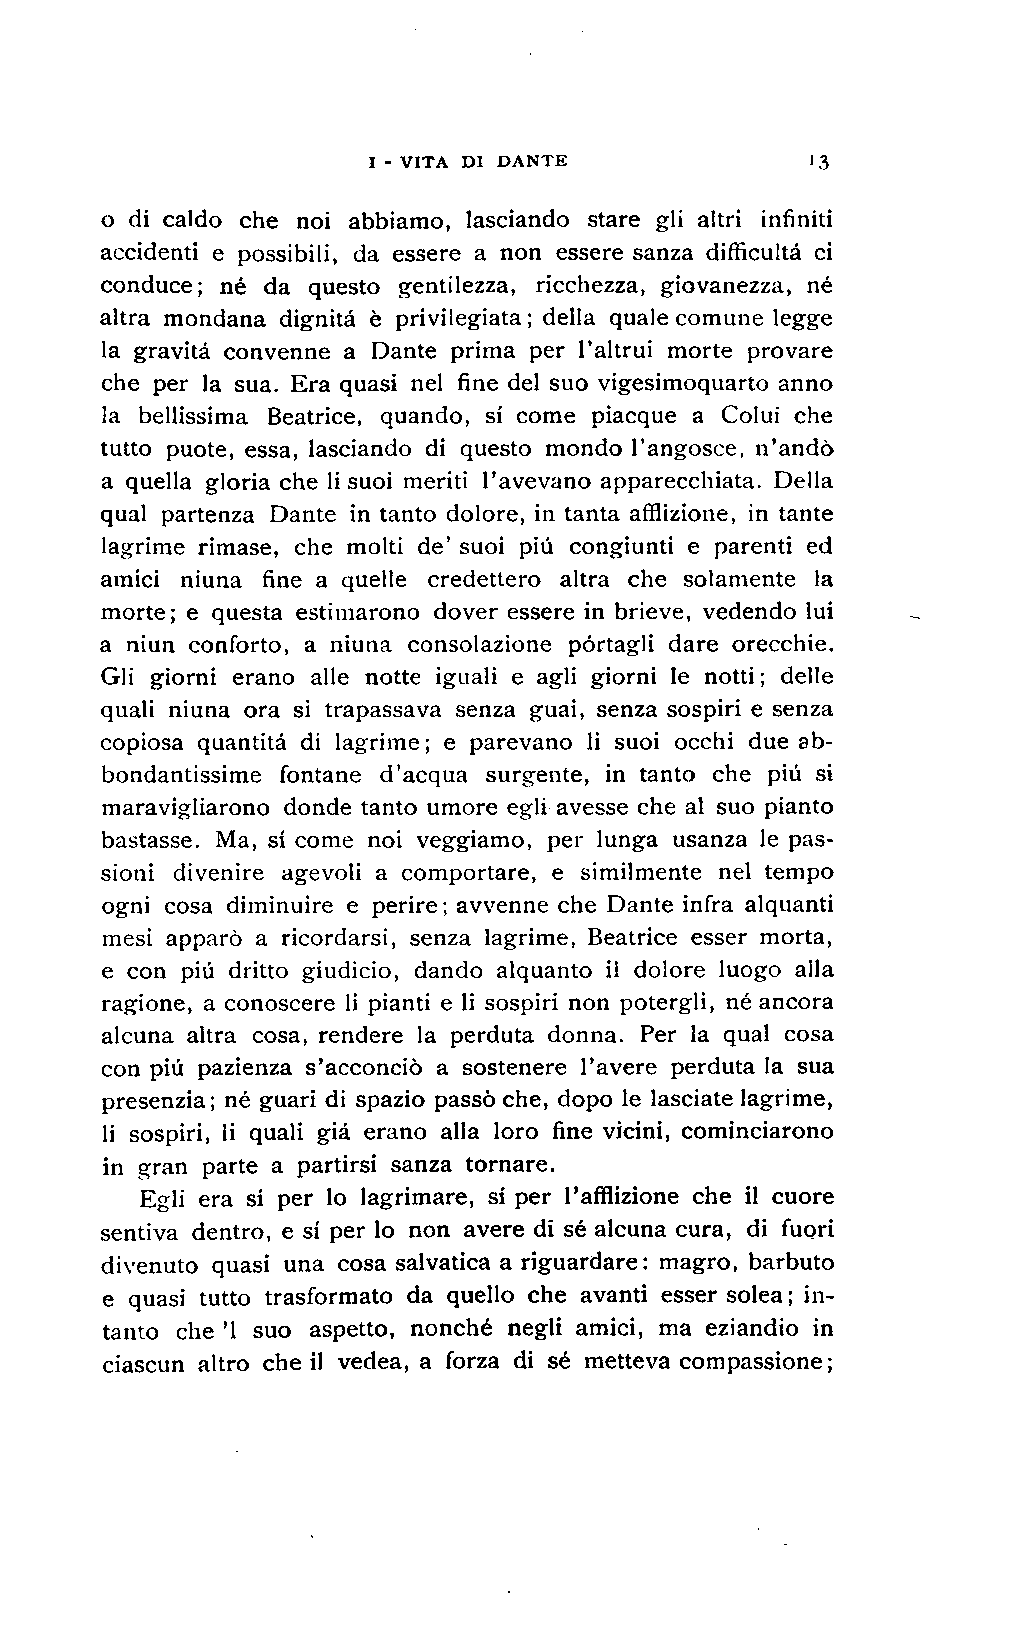 I - VITA DI DANTE 13
o di caldo che noi abbiamo, lasciando stare gli altri infiniti
accidenti e possibili, da essere a non essere sanza difficultá ci
conduce; né da questo gentilezza, ricchezza, giovanezza, né
altra mondana dignitá è privilegiata; della quale comune legge
la gravitá convenne a Dante prima per l'altrui morte provare
che per la sua. Era quasi nel fine del suo vigesimoquarto anno
la bellissima Beatrice, quando, sí come piacque a Colui che
tutto puote, essa, lasciando di questo mondo l'angosce, n'andò
a quella gloria che li suoi meriti l'avevano apparecchiata. Della
qual partenza Dante in tanto dolore, in tanta afflizione, in tante
lagrime rimase, che molti de' suoi piú congiunti e parenti ed
amici niuna fine a quelle credettero altra che solamente la
morte; e questa estimarono dover essere in brieve, vedendo lui
a niun conforto, a niuna consolazione pórtagli dare orecchie.
Gli giorni erano alle notte iguali e agli giorni le notti; delle
quali niuna ora si trapassava senza guai, senza sospiri e senza
copiosa quantitá di lagrime; e parevano li suoi occhi due ab-
bondantissime fontane d'acqua surgente, in tanto che piú si
maravigliarono donde tanto umore egli avesse che al suo pianto
bastasse. Ma, sí come noi veggiamo, per lunga usanza le pas-
sioni divenire agevoli a comportare, e similmente nel tempo
ogni cosa diminuire e perire; avvenne che Dante infra alquanti
mesi apparò a ricordarsi, senza lagrime, Beatrice esser morta,
e con piú dritto giudicio, dando alquanto il dolore luogo alla
ragione, a conoscere li pianti e li sospiri non potergli, né ancora
alcuna altra cosa, rendere la perduta donna. Per la qual cosa
con piú pazienza s'acconciò a sostenere l'avere perduta la sua
presenzia; né guari di spazio passò che, dopo le lasciate lagrime,
li sospiri, li quali giá erano alla loro fine vicini, cominciarono
in gran parte a partirsi sanza tornare.
Egli era sí per lo lagrimare, sí per l'afflizione che il cuore
sentiva dentro, e sí per lo non avere di sé alcuna cura, di fuori
divenuto quasi una cosa salvatica a riguardare: magro, barbuto
e quasi tutto trasformato da quello che avanti esser solea; in-
tanto che 'l suo aspetto, nonché negli amici, ma eziandio in
ciascun altro che il vedea, a forza di sé metteva compassione;